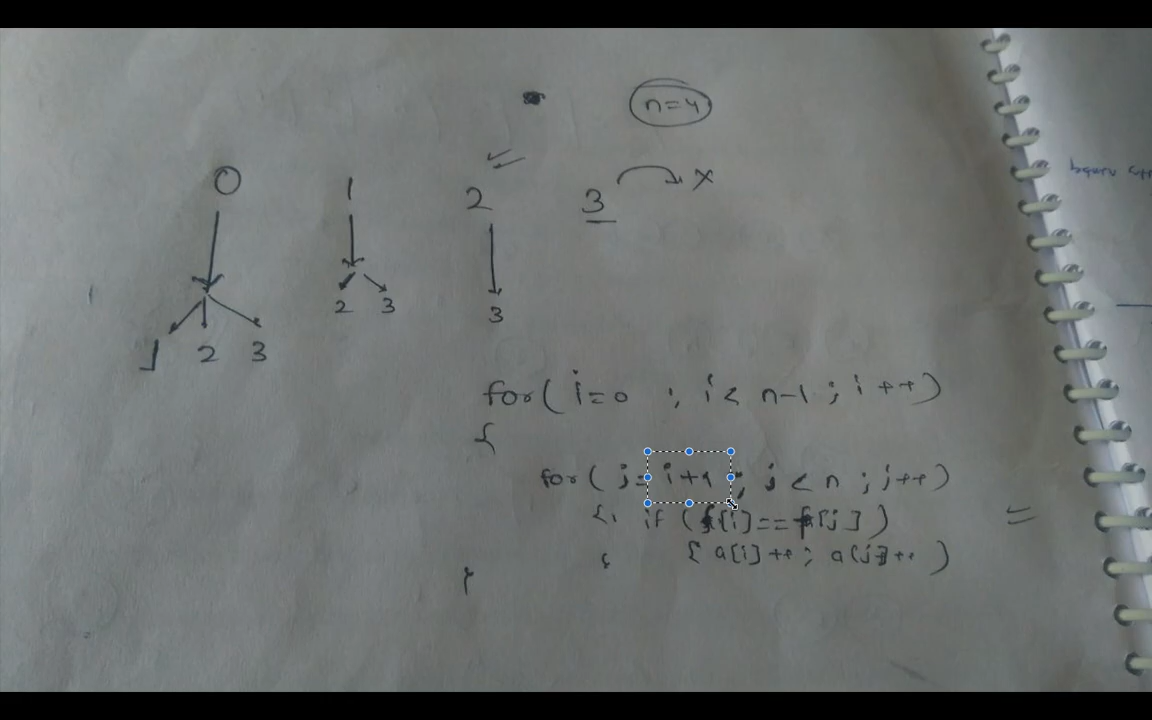 n=4
0 1 2 3 x
2 3 3
1 2 3
for( i=0 ; i< n-1 ; i++)
{
for( j= i+1 ; j < n ; j++)
{ if (f[i]==f[j])
{ a[i]++; a[j]++ )
}